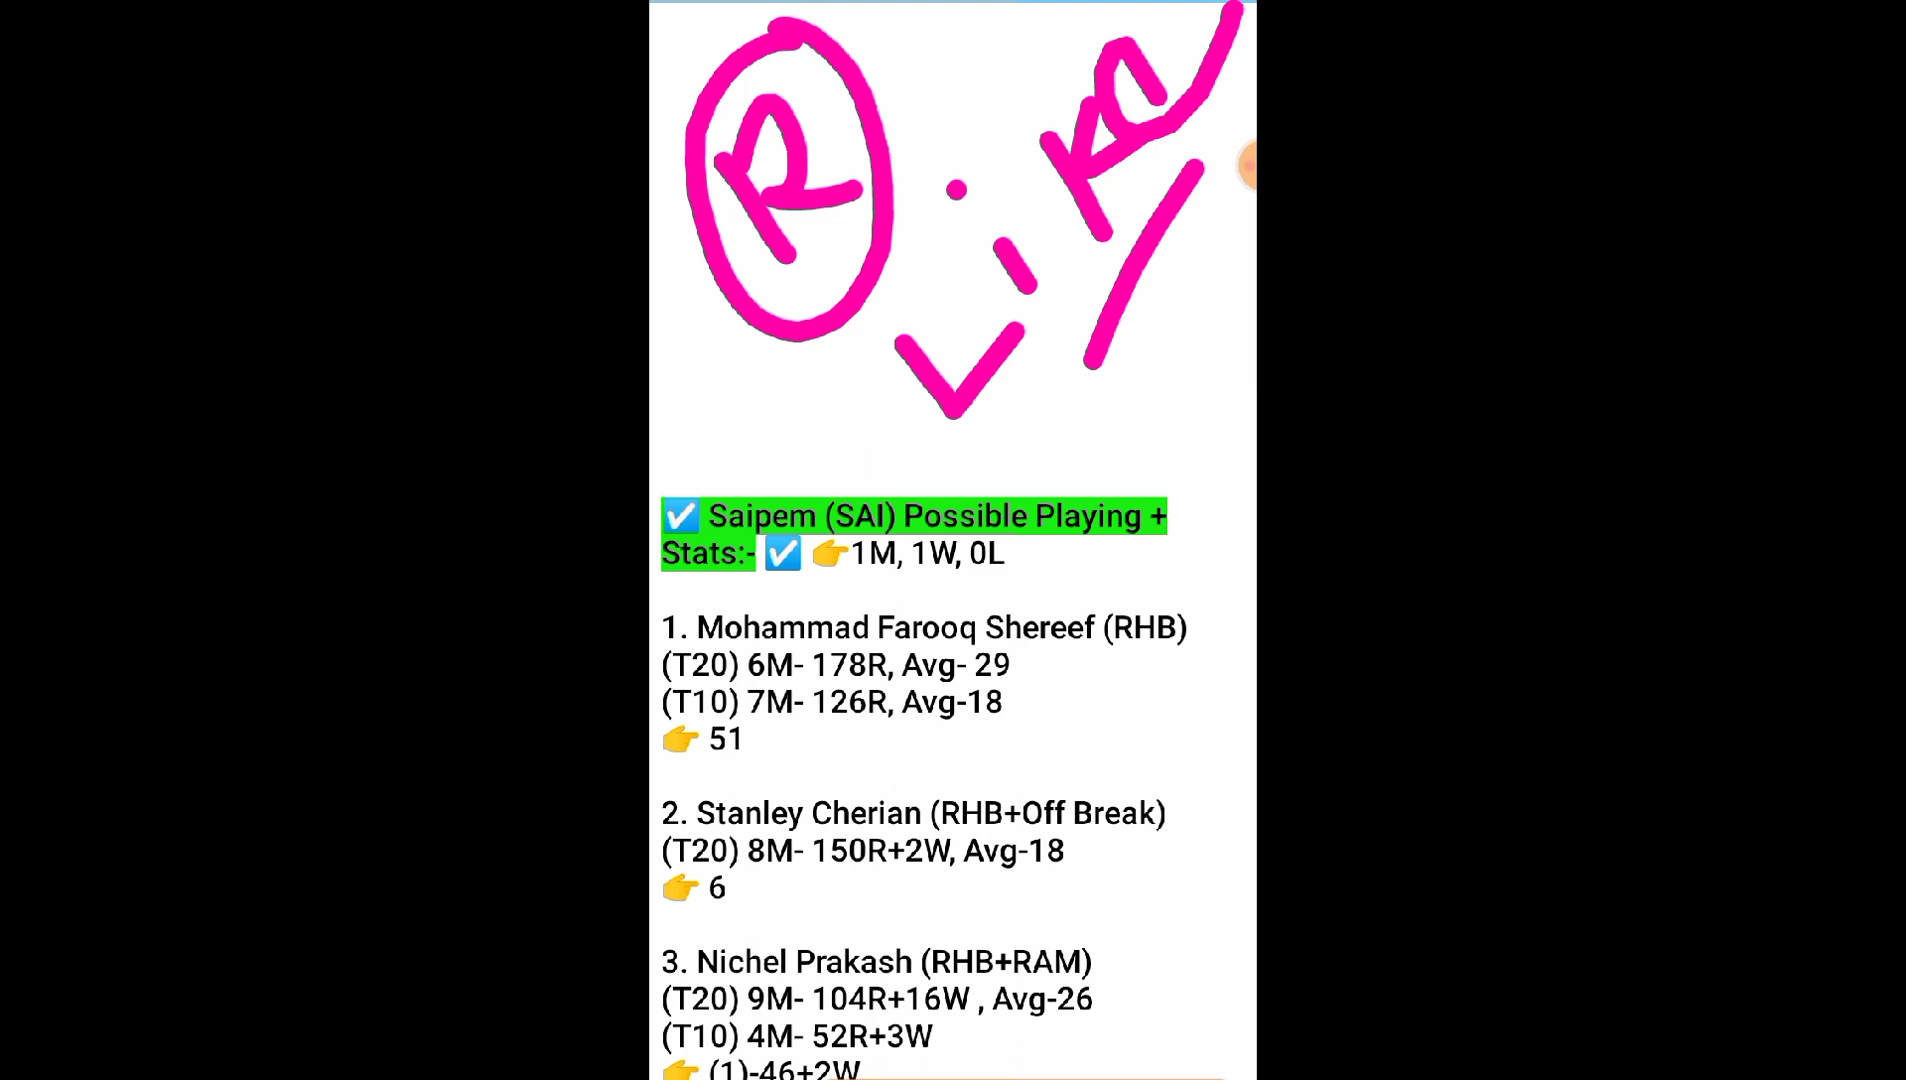 R
☑️ Saipem (SAI) Possible Playing +
Stats:- ☑️ 👉1M, 1W, 0L
1. Mohammad Farooq Shereef (RHB)
(T20) 6M- 178R, Avg- 29
(T10) 7M- 126R, Avg-18
👉 51
2. Stanley Cherian (RHB+Off Break)
(T20) 8M- 150R+2W, Avg-18
👉 6
3. Nichel Prakash (RHB+RAM)
(T20) 9M- 104R+16W , Avg-26
(T10) 4M- 52R+3W
👉 (1)-46+2W